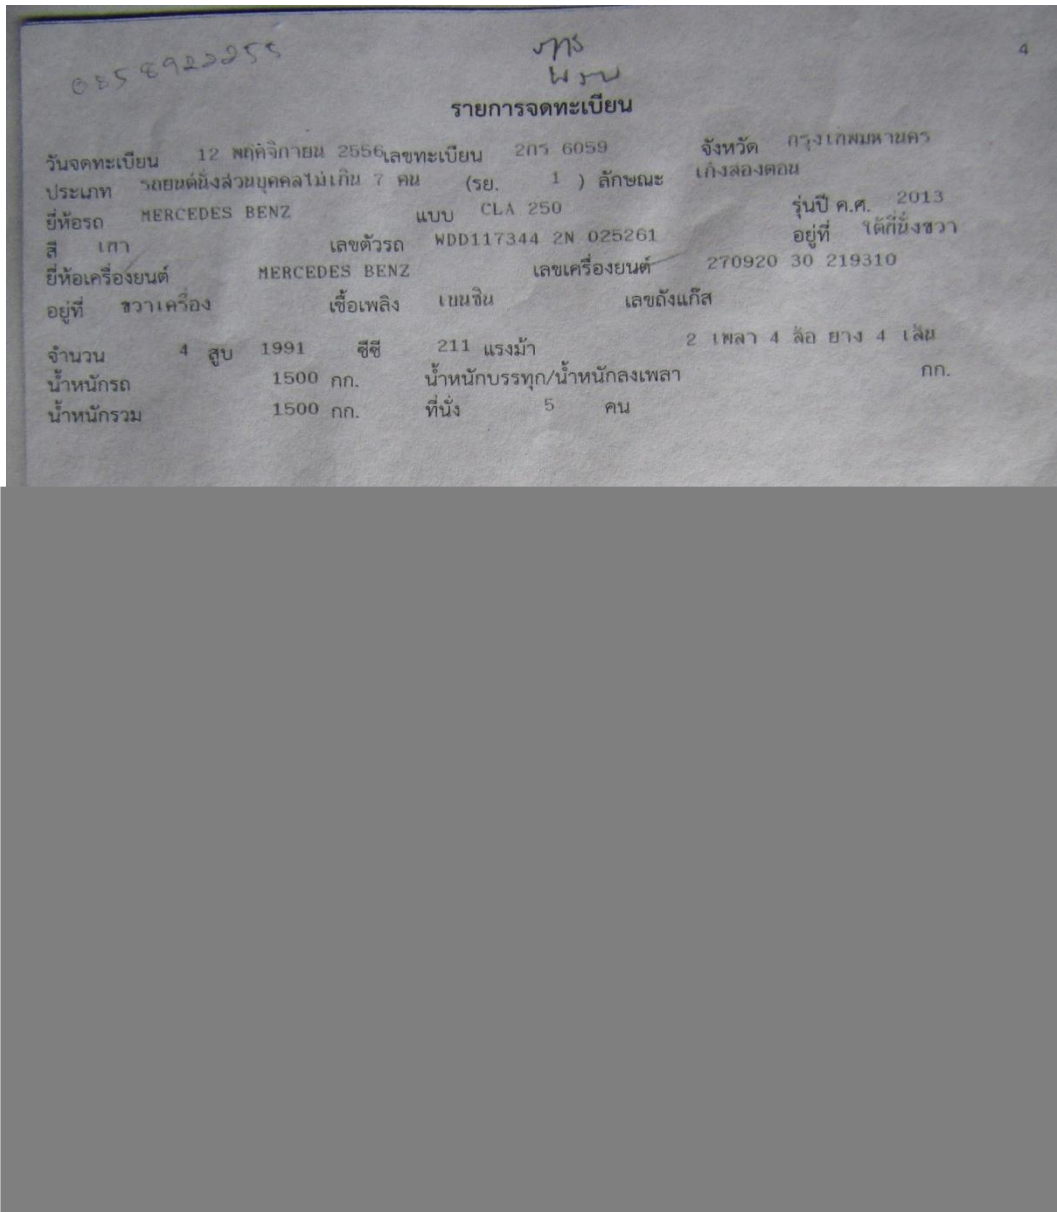 0858922255
4
พรบ
รายการจดทะเบียน
วันจดทะเบียน 12 พฤศจิกายน 2556 เลขทะเบียน 2กร 6059 จังหวัด กรุงเทพมหานคร
ประเภท รถยนต์นั่งส่วนบุคคลไม่เกิน 7 คน (รย. 1 ) ลักษณะ เก๋งสองตอน
ยี่ห้อรถ MERCEDES BENZ แบบ CLA 250 รุ่นปี ค.ศ. 2013
สี เทา เลขตัวรถ WDD117344 2N 025261 อยู่ที่ ใต้ที่นั่งขวา
ยี่ห้อเครื่องยนต์ MERCEDES BENZ เลขเครื่องยนต์ 270920 30 219310
อยู่ที่ ขวาเครื่อง เชื้อเพลิง เบนซิน เลขถังแก๊ส
จำนวน 4 สูบ 1991 ซีซี 211 แรงม้า 2 เพลา 4 ล้อ ยาง 4 เส้น
น้ำหนักรถ 1500 กก. น้ำหนักบรรทุก/น้ำหนักลงเพลา กก.
น้ำหนักรวม 1500 กก. ที่นั่ง 5 คน